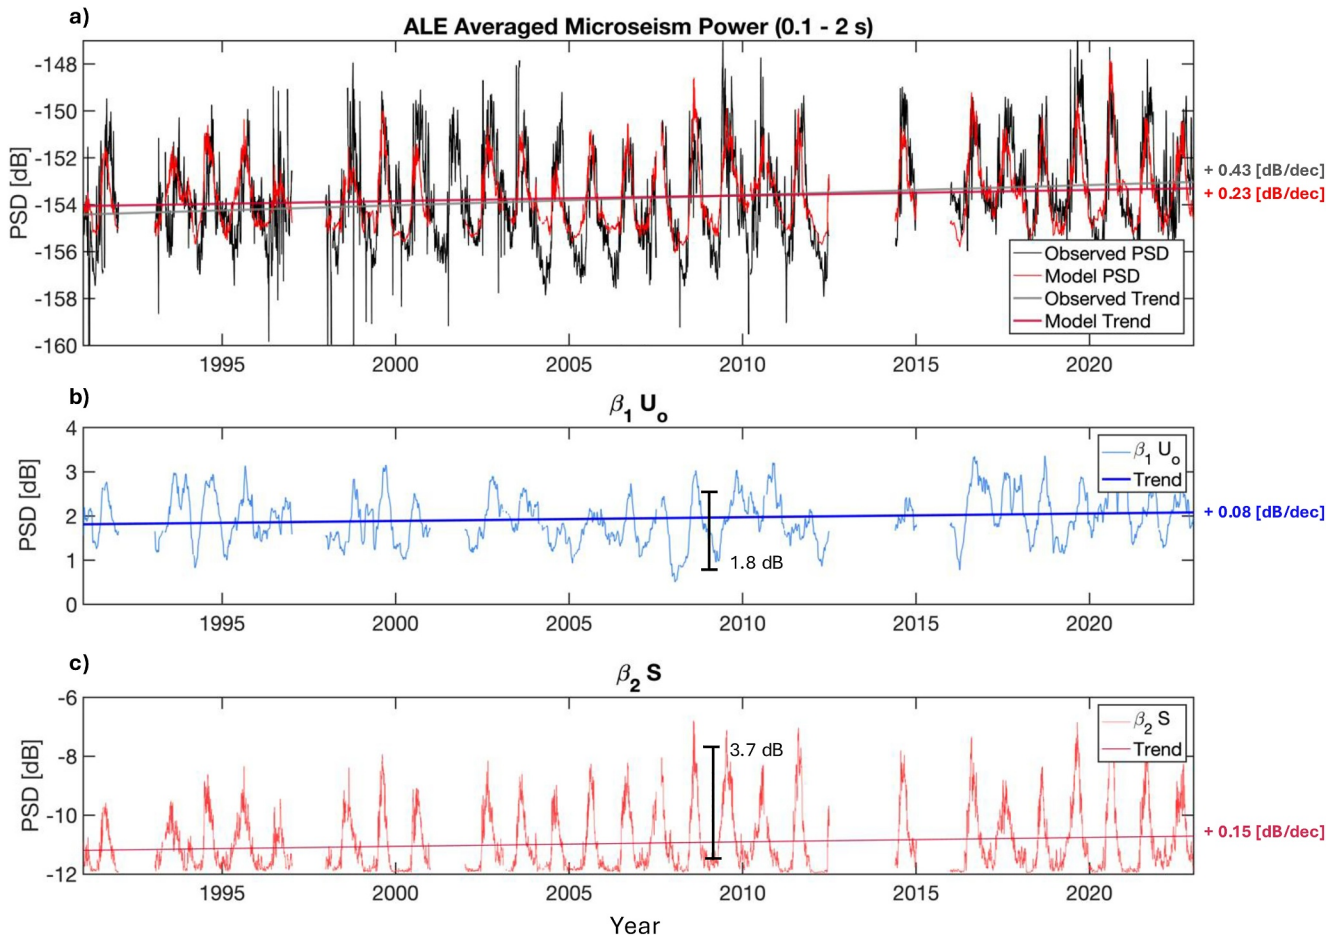 a)
ALE Averaged Microseism Power (0.1 - 2 s)
PSD [dB]
-148
-150
-152
-154
-156
-158
-160
+ 0.43 [dB/dec]
+ 0.23 [dB/dec]
Observed PSD
Model PSD
Observed Trend
Model Trend
1995 2000 2005 2010 2015 2020
b)
β1 Uo
PSD [dB]
4
3
2
1
0
β1 Uo
Trend
+ 0.08 [dB/dec]
1.8 dB
1995 2000 2005 2010 2015 2020
c)
β2 S
PSD [dB]
-6
-8
-10
-12
β2 S
Trend
3.7 dB
+ 0.15 [dB/dec]
1995 2000 2005 2010 2015 2020
Year